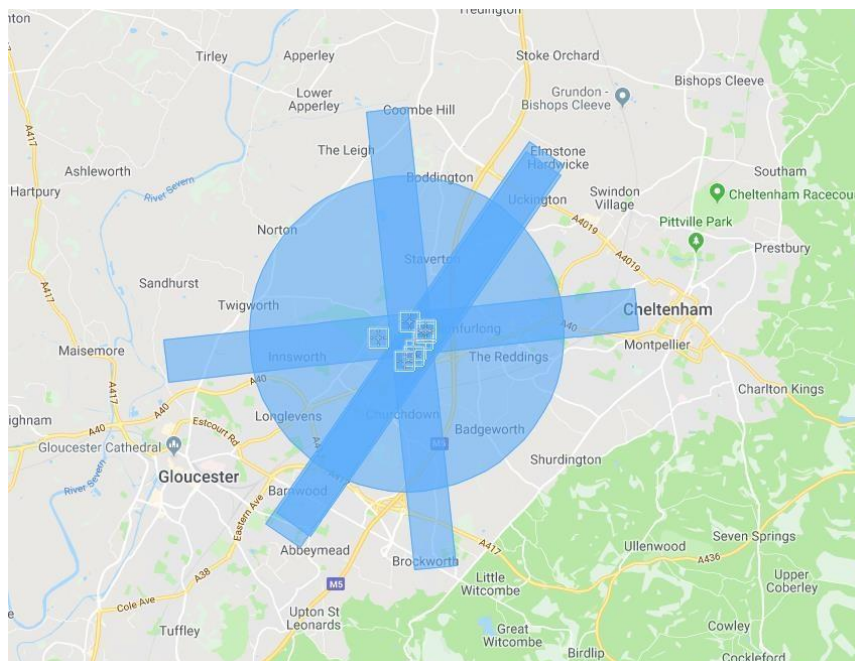 Tredington
Tirley
Apperley
Stoke Orchard
Lower
Apperley
Coombe Hill
Grundon -
Bishops Cleeve
Bishops Cleeve
A417
The Leigh
Elmstone
Hardwicke
Ashleworth
Hartpury
River Severn
Boddington
Uckington
Swindon
Village
Southam
Cheltenham Racecou
Pittville Park
A4019
Norton
Staverton
A4019
Prestbury
Sandhurst
A417
Twigworth
A40
Cheltenham
Maisemore
Innsworth
The Reddings
Montpellier
A417
A40
Charlton Kings
A40
A40
Longlevens
Churchdown
Estcourt Rd
Badgeworth
Gloucester Cathedral
M5
Shurdington
River Severn
Gloucester
Barnwood
Eastern Ave
A417
Abbeymead
Ullenwood
Seven Springs
A436
Brockworth
A38
M5
Little
Witcombe
Upper
Coberley
Cole Ave
Upton St
Leonards
Tuffley
Great
Witcombe
Cowley
Birdlip
Cockleford